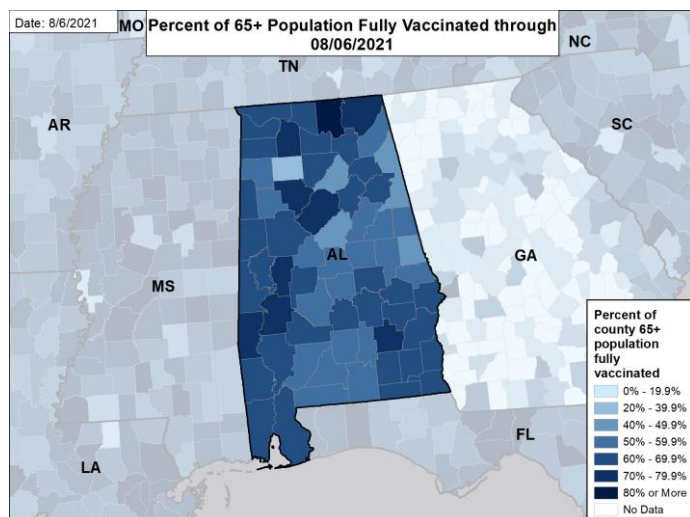 Date: 8/6/2021
Percent of 65+ Population Fully Vaccinated through
08/06/2021
MO
NC
TN
AR
SC
AL
MS
GA
FL
LA
Percent of
county 65+
population
fully
vaccinated
0% - 19.9%
20% - 39.9%
40% - 49.9%
50% - 59.9%
60% - 69.9%
70% - 79.9%
80% or More
No Data